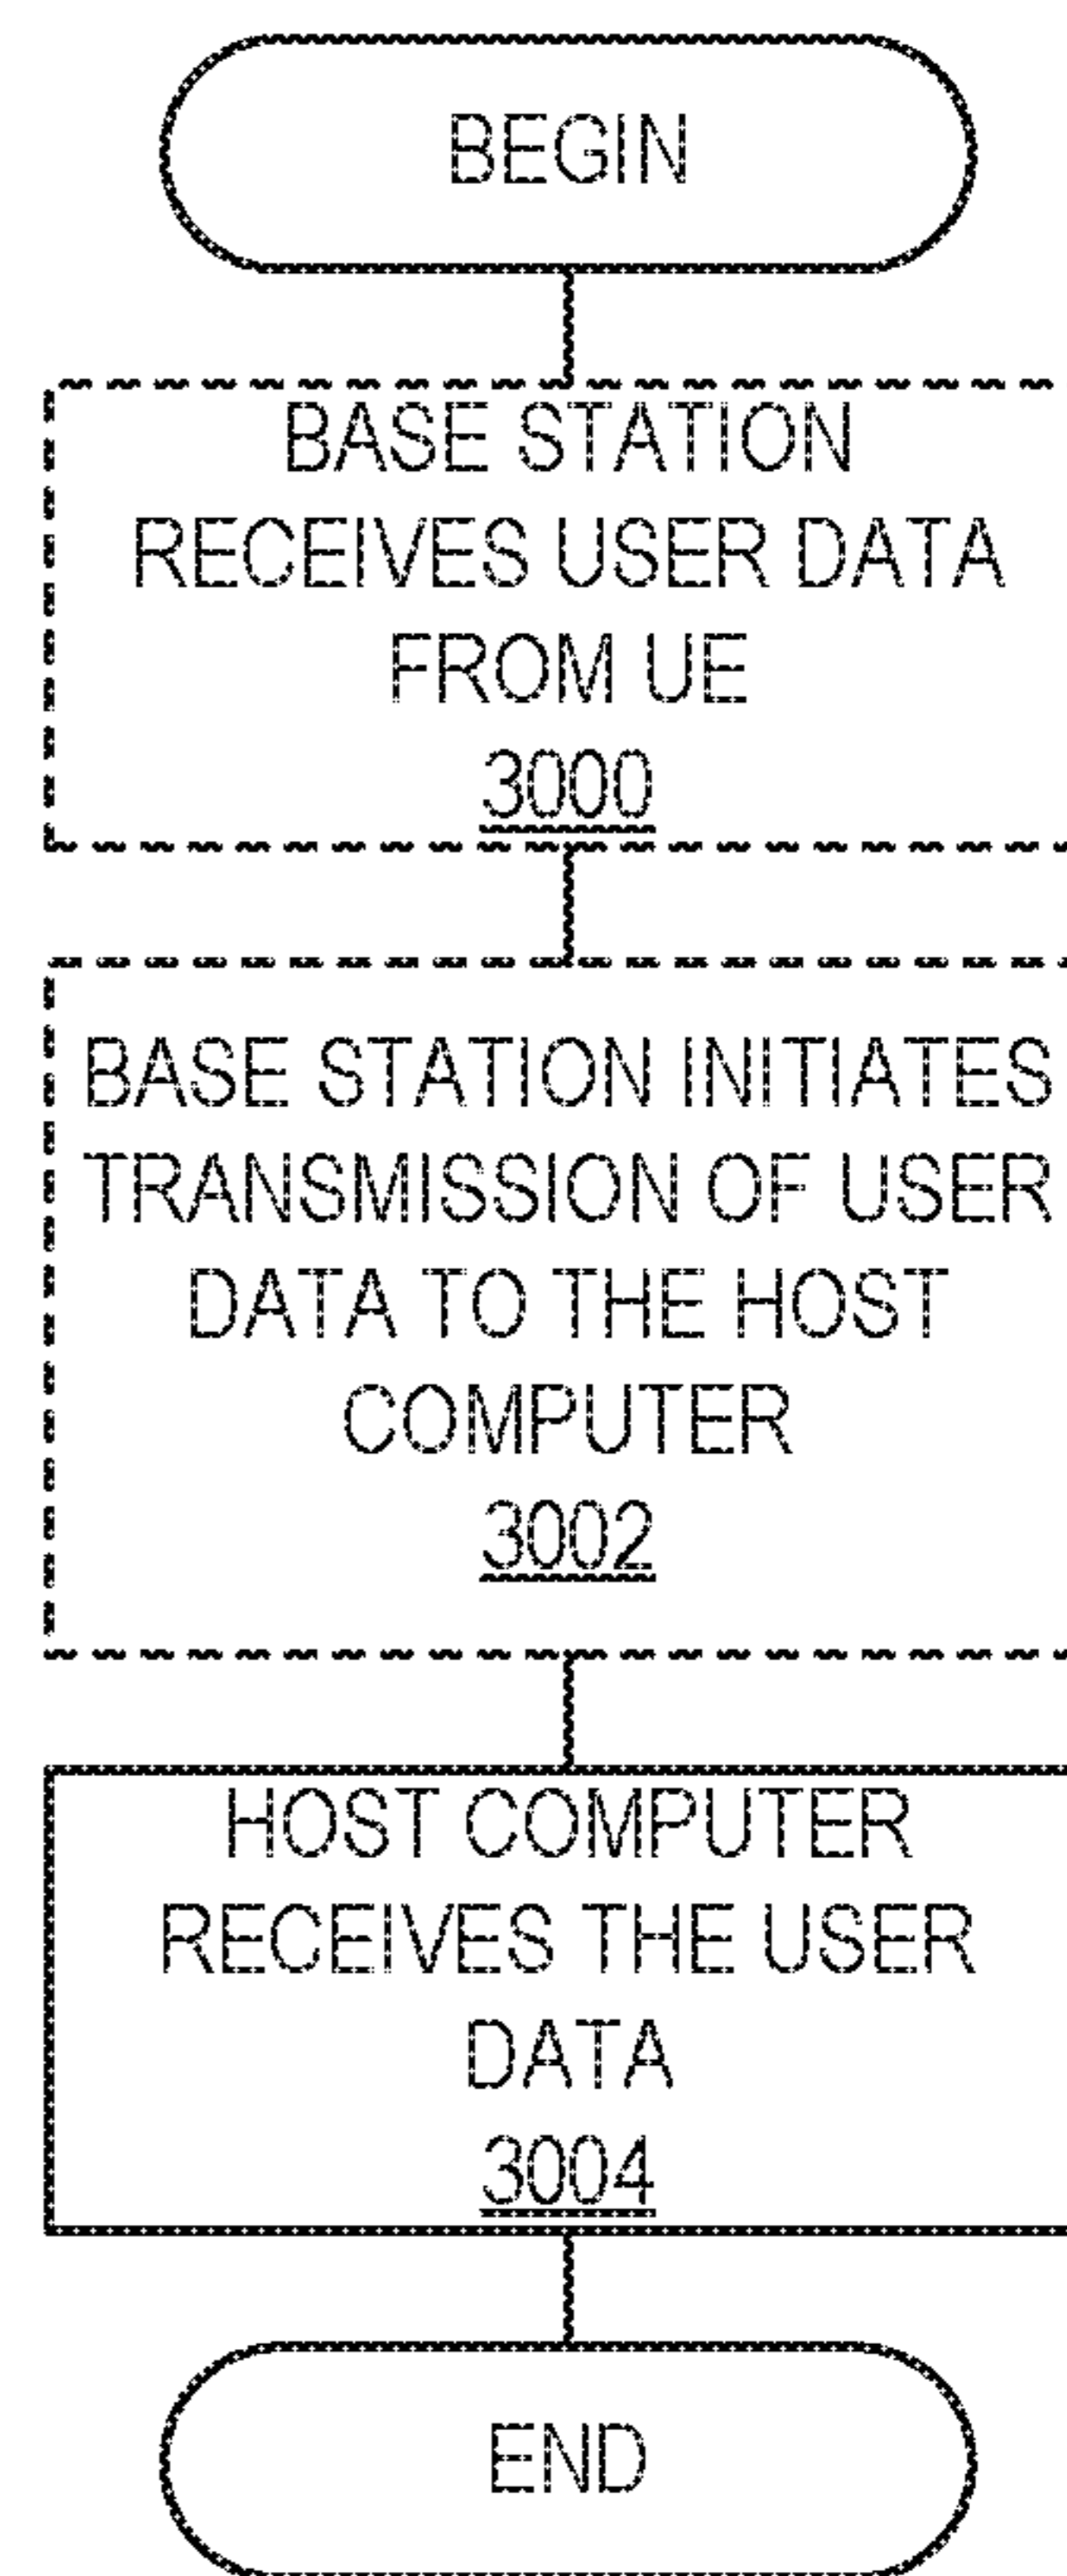 BEGIN
BASE STATION
RECEIVES USER DATA
FROM UE
3000
BASE STATION INITIATES
TRANSMISSION OF USER
DATA TO THE HOST
COMPUTER
3002
HOST COMPUTER
RECEIVES THE USER
DATA
3004
END